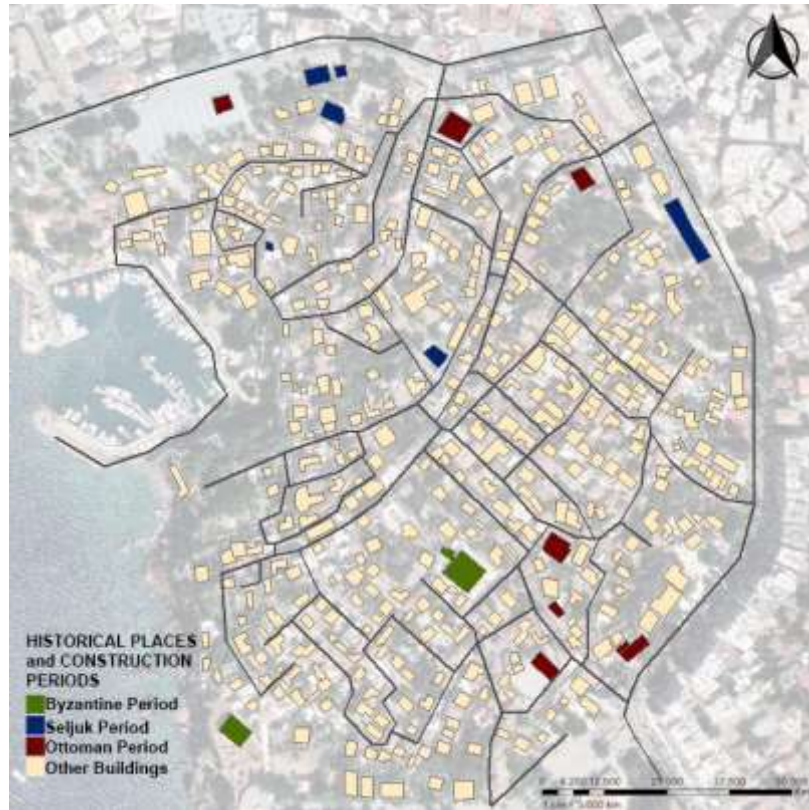 HISTORICAL PLACES
and CONSTRUCTION
PERIODS
Byzantine Period
Seljuk Period
Ottoman Period
Other Buildings